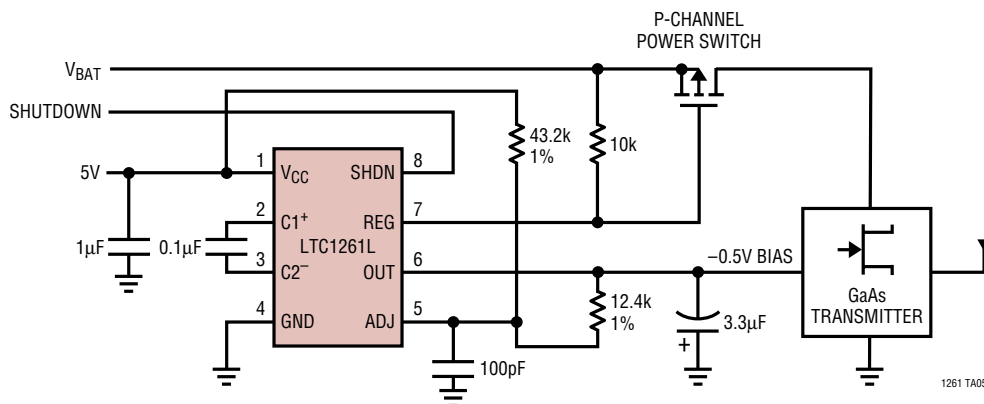 P-CHANNEL
POWER SWITCH
VBAT
SHUTDOWN
43.2k
1%
10k
5V
1
VCC
SHDN
8
2
C1+
REG
7
1µF
0.1µF
LTC1261L
3
C2−
OUT
6
–0.5V BIAS
12.4k
1%
GaAs
TRANSMITTER
4
GND
ADJ
5
3.3µF
+
100pF
1261 TA05